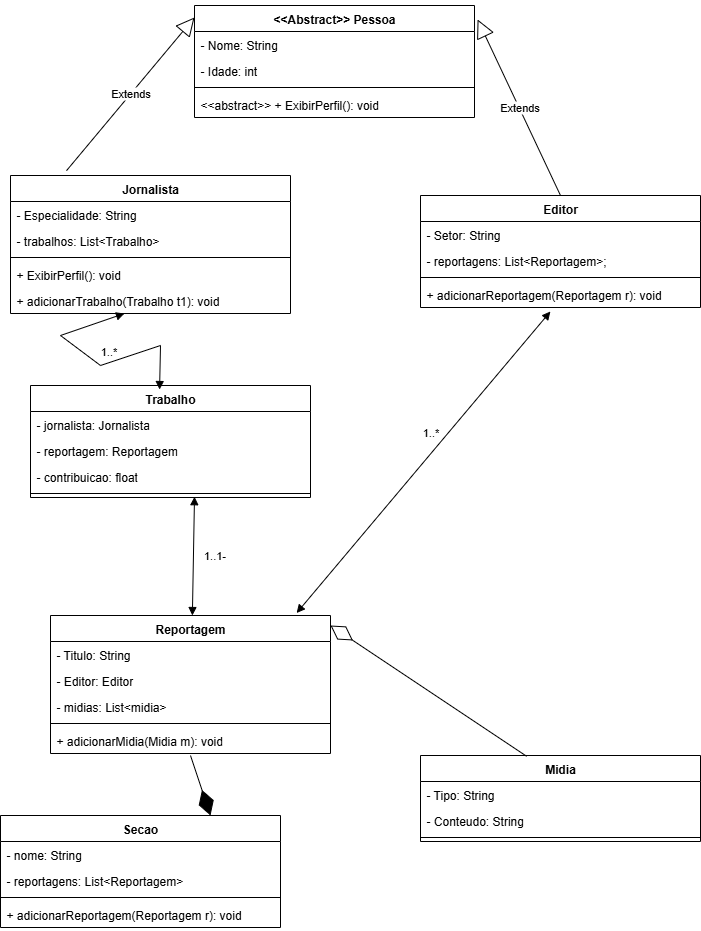 <<Abstract>> Pessoa
- Nome: String
- Idade: int
<<abstract>> + ExibirPerfil(): void
Extends
Extends
Jornalista
- Especialidade: String
- trabalhos: List<Trabalho>
+ ExibirPerfil(): void
+ adicionarTrabalho(Trabalho t1): void
Editor
- Setor: String
- reportagens: List<Reportagem>;
+ adicionarReportagem(Reportagem r): void
1..*
Trabalho
- jornalista: Jornalista
- reportagem: Reportagem
- contribuicao: float
1..*
1..1-
Reportagem
- Titulo: String
- Editor: Editor
- midias: List<midia>
+ adicionarMidia(Midia m): void
Midia
- Tipo: String
- Conteudo: String
Secao
- nome: String
- reportagens: List<Reportagem>
+ adicionarReportagem(Reportagem r): void